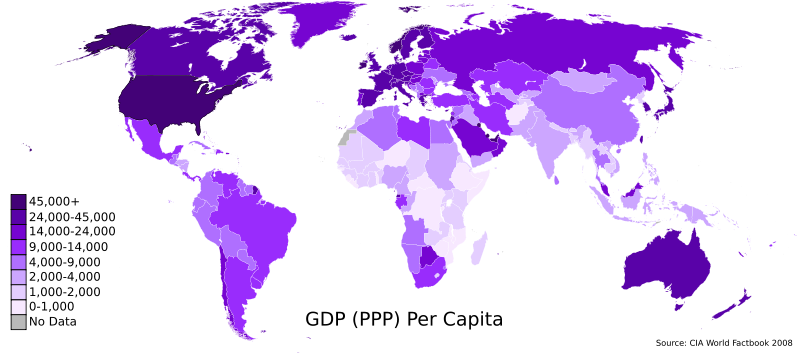 45,000+
24,000-45,000
14,000-24,000
9,000-14,000
4,000-9,000
2,000-4,000
1,000-2,000
0-1,000
No Data
GDP (PPP) Per Capita
Source: CIA World Factbook 2008